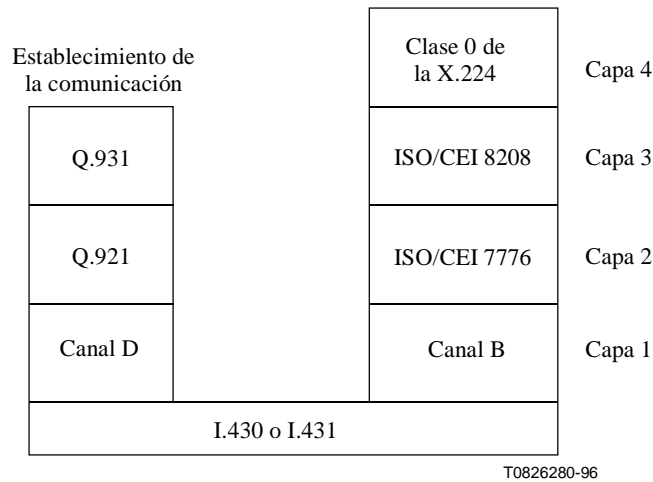 Establecimiento de
la comunicación
Clase 0 de
la X.224
Capa 4
Q.931
ISO/CEI 8208
Capa 3
Q.921
ISO/CEI 7776
Capa 2
Canal D
Canal B
Capa 1
I.430 o I.431
T0826280-96